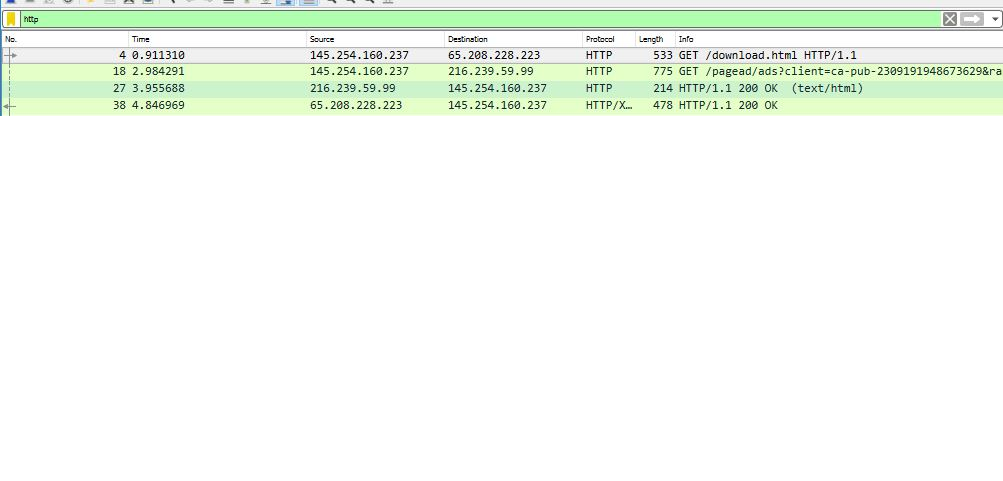 http
No. Time Source Destination Protocol Length Info
4 0.911310 145.254.160.237 65.208.228.223 HTTP 533 GET /download.html HTTP/1.1
18 2.984291 145.254.160.237 216.239.59.99 HTTP 775 GET /pagead/ads?client=ca-pub-2309191948673629&ra
27 3.955688 216.239.59.99 145.254.160.237 HTTP 214 HTTP/1.1 200 OK (text/html)
38 4.846969 65.208.228.223 145.254.160.237 HTTP/X… 478 HTTP/1.1 200 OK